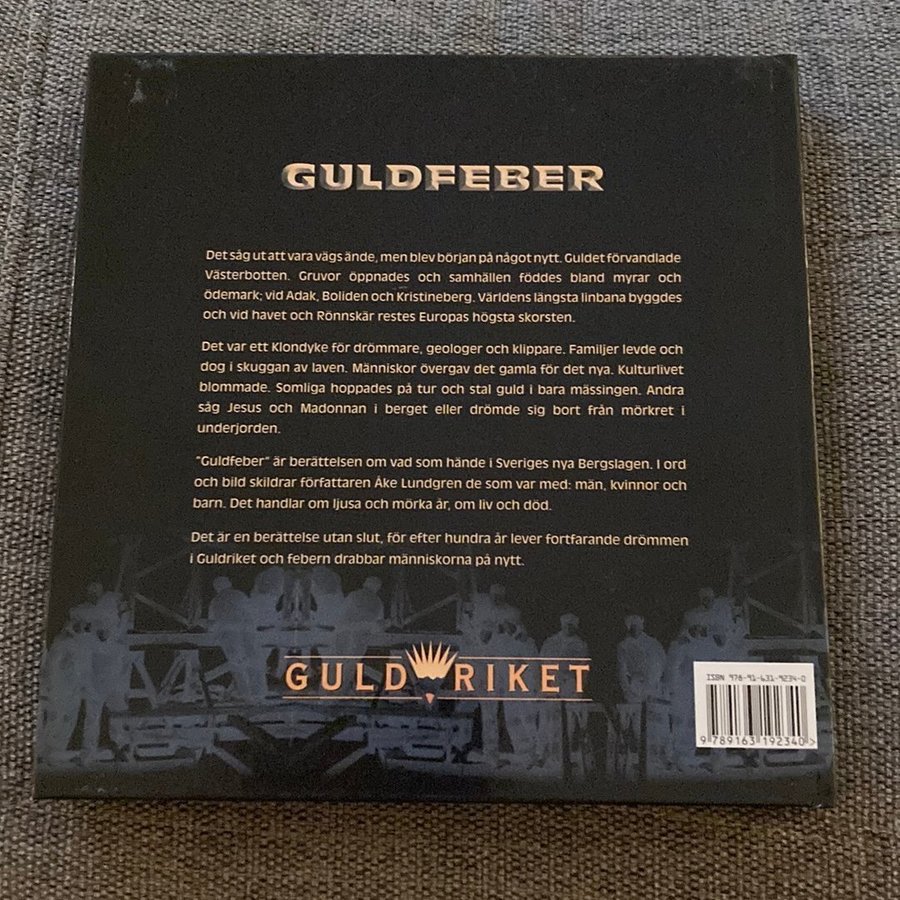 GULDFEBER
Det såg ut att vara vägs ände, men blev början på något nytt. Guldet förvandlade
Västerbotten. Gruvor öppnades och samhällen föddes bland myrar och
ödemark; vid Adak, Boliden och Kristineberg. Världens längsta linbana byggdes
och vid havet och Rönnskär restes Europas högsta skorsten.
Det var ett Klondyke för drömmare, geologer och klippare. Familjer levde och
dog i skuggan av laven. Människor övergav det gamla för det nya. Kulturlivet
blommade. Somliga hoppades på tur och stal guld i bara mässingen. Andra
såg Jesus och Madonnan i berget eller drömde sig bort från mörkret i
underjorden.
"Guldfeber" är berättelsen om vad som hände i Sveriges nya Bergslagen. I ord
och bild skildrar författaren Åke Lundgren de som var med: män, kvinnor och
barn. Det handlar om ljusa och mörka år, om liv och död.
Det är en berättelse utan slut, för efter hundra år lever fortfarande drömmen
i Guldriket och febern drabbar människorna på nytt.
GULD RIKET
ISBN 978-91-631-9234-0
9 789163 192340 >